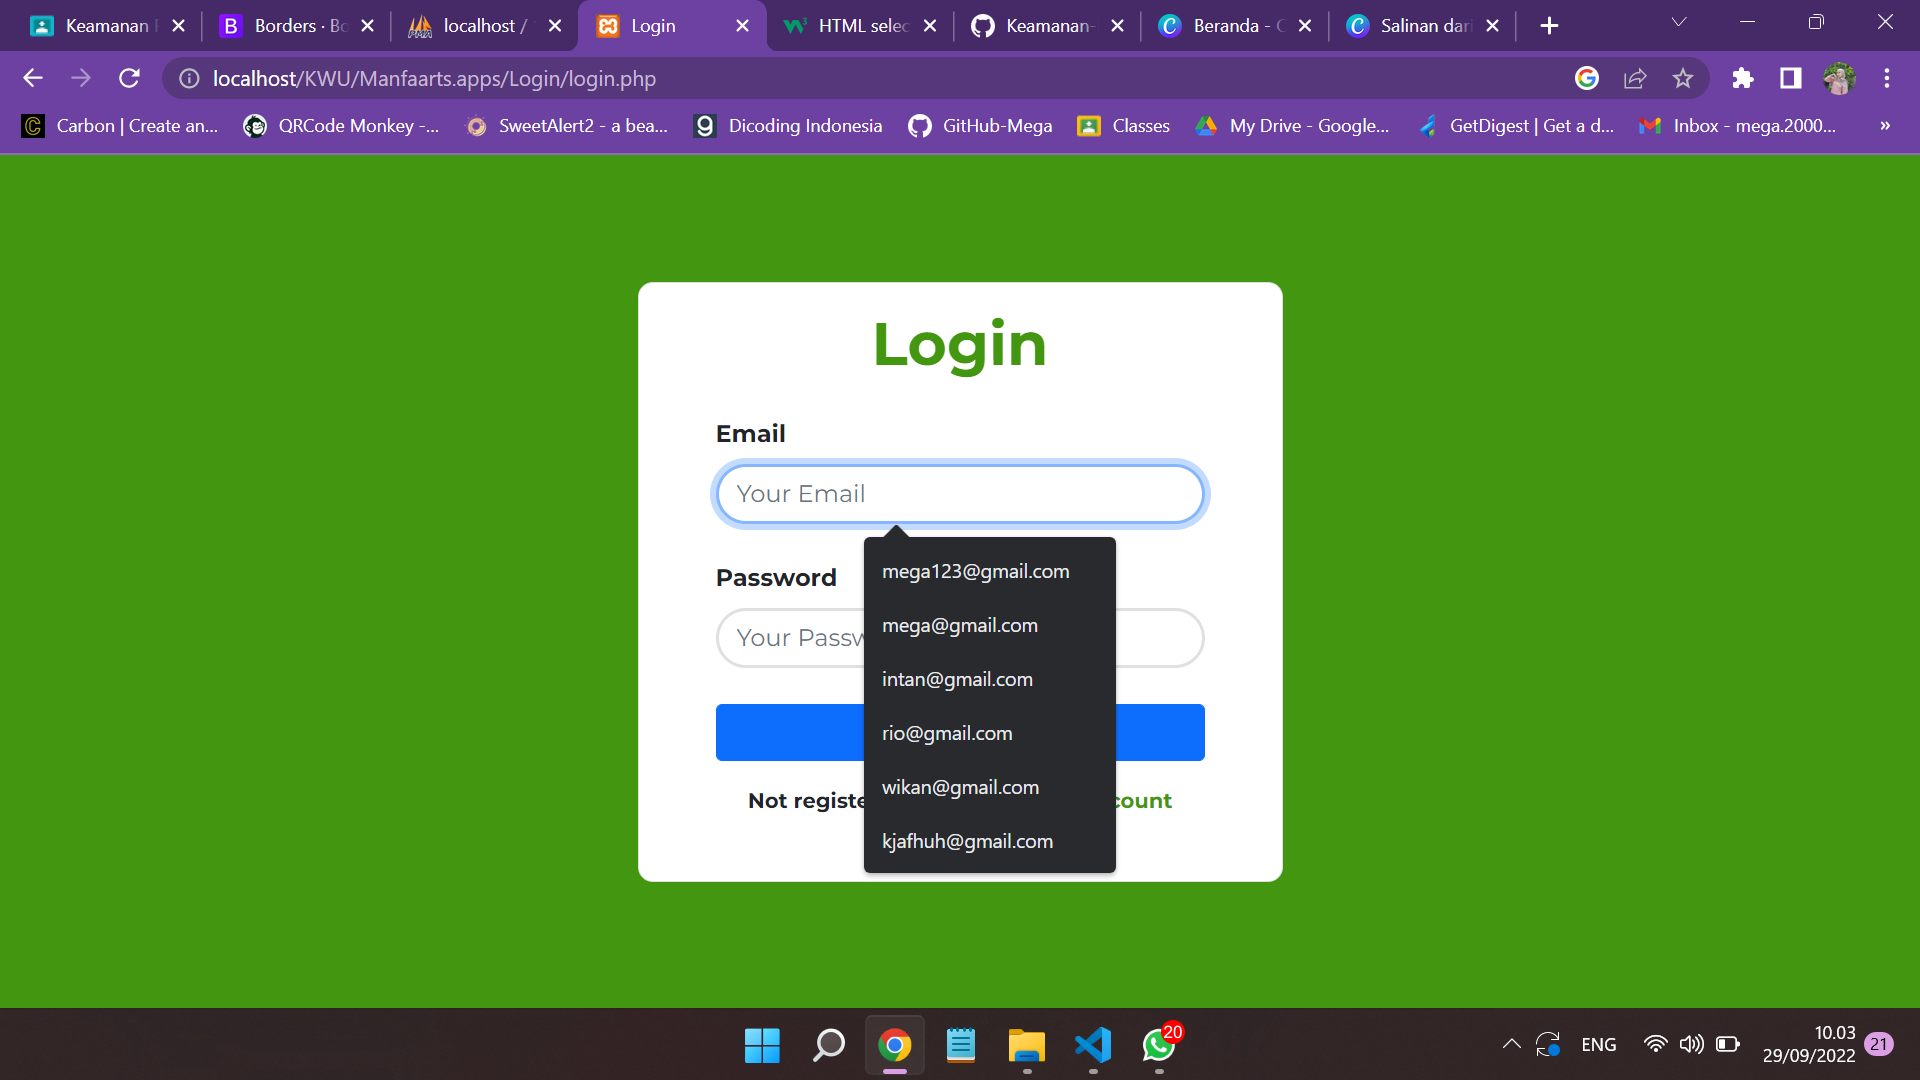 Keamanan
Borders · Bo
localhost /
Login
HTML selec
Keamanan-
Beranda - C
Salinan dari
localhost/KWU/Manfaarts.apps/Login/login.php
Carbon | Create an...
QRCode Monkey -...
SweetAlert2 - a bea...
Dicoding Indonesia
GitHub-Mega
Classes
My Drive - Google...
GetDigest | Get a d...
Inbox - mega.2000...
»
Login
Email
Your Email
mega123@gmail.com
mega@gmail.com
intan@gmail.com
rio@gmail.com
wikan@gmail.com
kjafhuh@gmail.com
Password
Your Passw
Not registe
count
20
ENG
10.03
29/09/2022
21